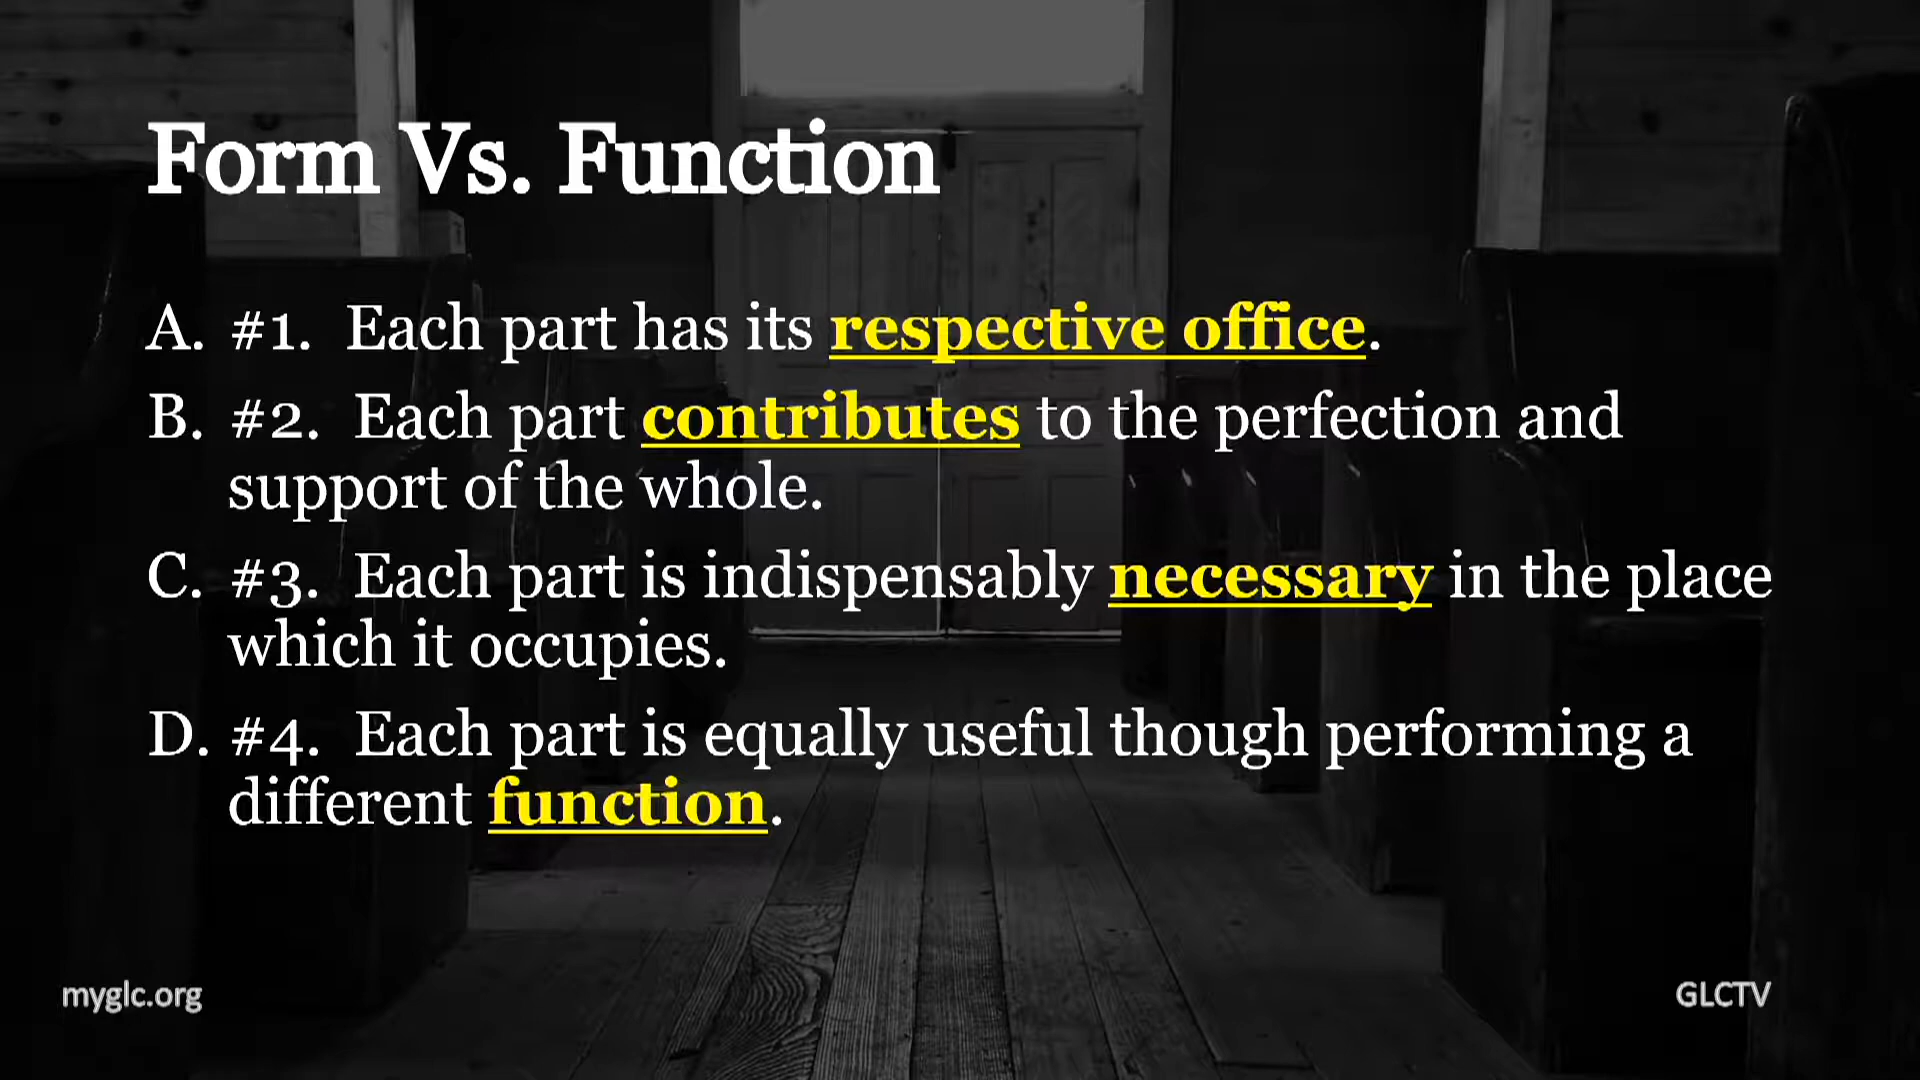 Form Vs. Function
A. #1.  Each part has its respective office.
B. #2.  Each part contributes to the perfection and
support of the whole.
C. #3.  Each part is indispensably necessary in the place
which it occupies.
D. #4.  Each part is equally useful though performing a
different function.
myglc.org
GLCTV